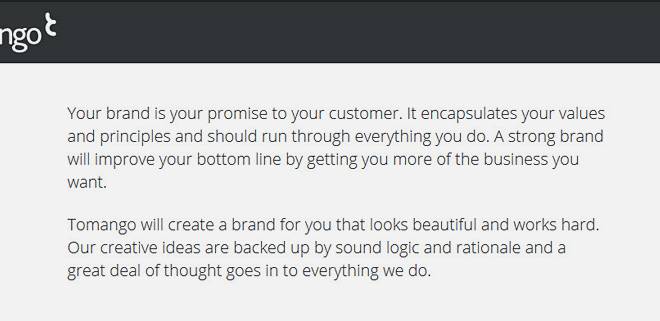 ngo
Your brand is your promise to your customer. It encapsulates your values
and principles and should run through everything you do. A strong brand
will improve your bottom line by getting you more of the business you
want.
Tomango will create a brand for you that looks beautiful and works hard.
Our creative ideas are backed up by sound logic and rationale and a
great deal of thought goes in to everything we do.